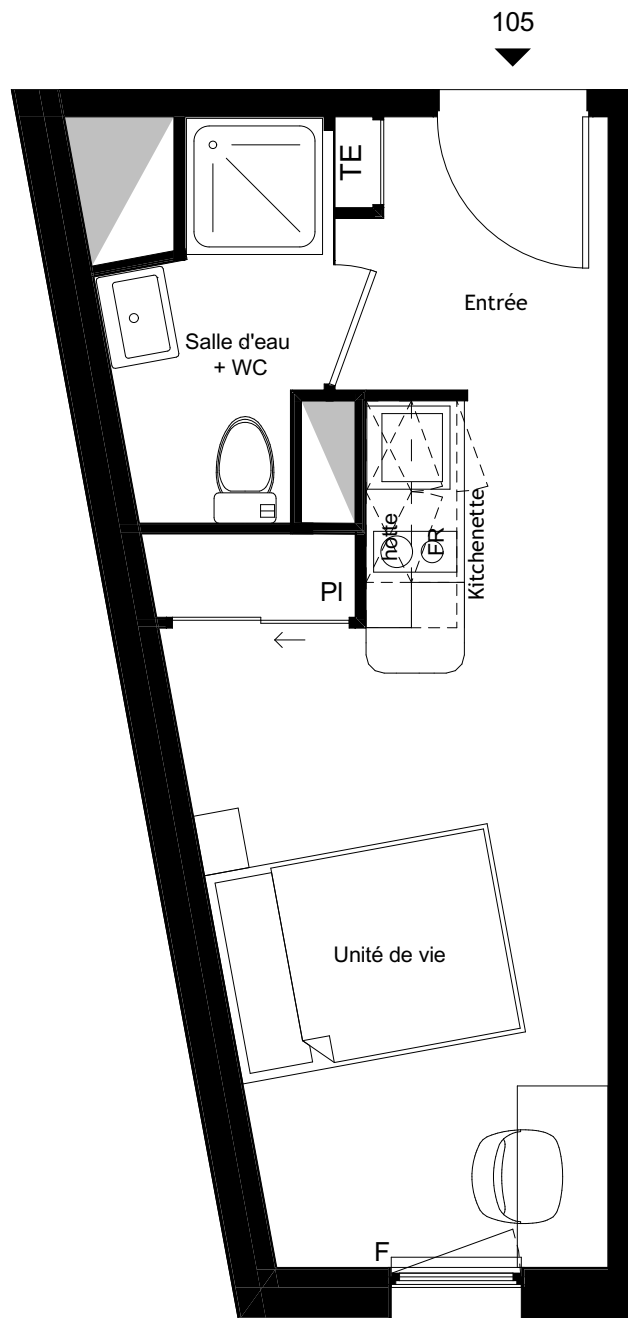 105
TE
Entrée
Salle d'eau
+ WC
hotte
FR
Kitchenette
Pl
Unité de vie
F